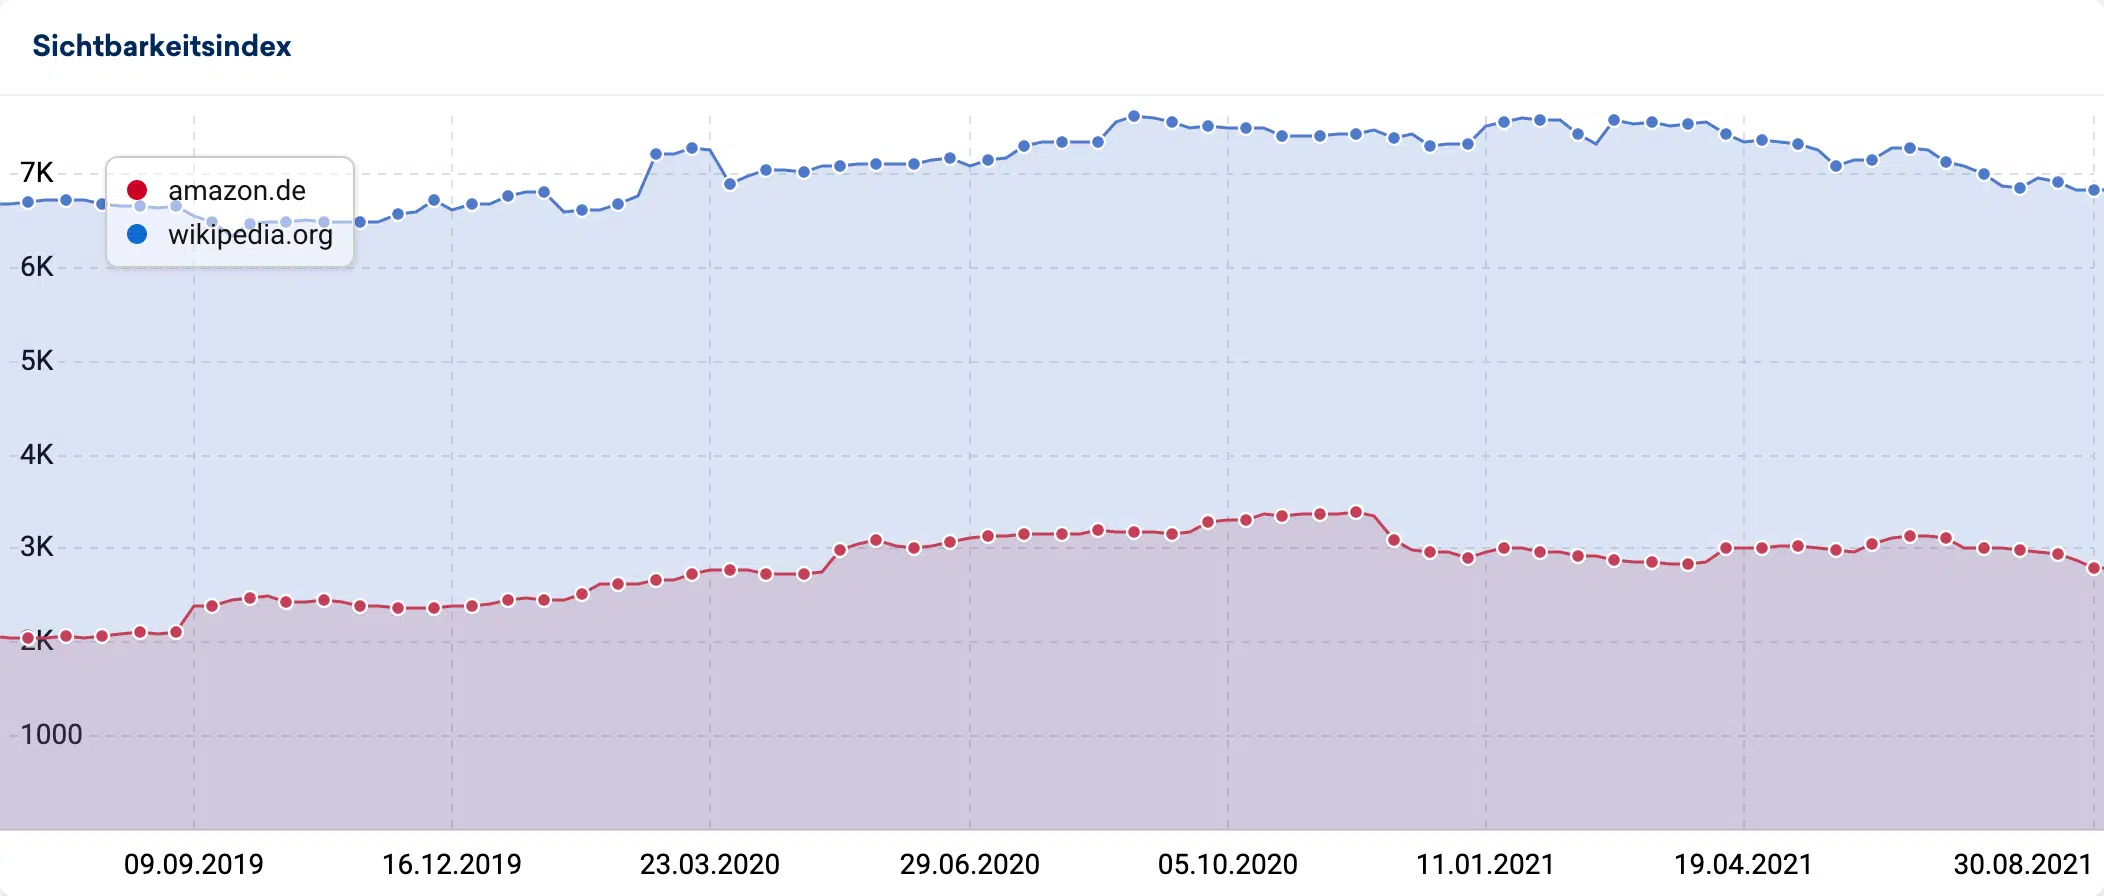 Sichtbarkeitsindex
amazon.de
wikipedia.org
7K
6K
5K
4K
3K
2K
1000
09.09.2019
16.12.2019
23.03.2020
29.06.2020
05.10.2020
11.01.2021
19.04.2021
30.08.2021